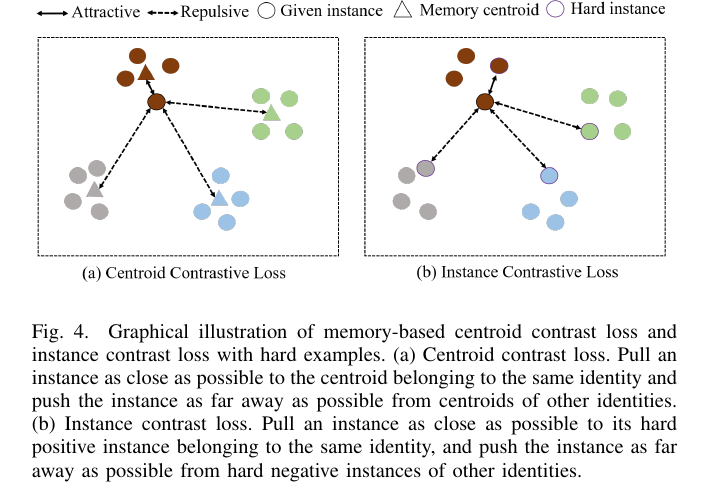 Attractive Repulsive Given instance Memory centroid Hard instance
(a) Centroid Contrastive Loss
(b) Instance Contrastive Loss
Fig. 4. Graphical illustration of memory-based centroid contrast loss and
instance contrast loss with hard examples. (a) Centroid contrast loss. Pull an
instance as close as possible to the centroid belonging to the same identity and
push the instance as far away as possible from centroids of other identities.
(b) Instance contrast loss. Pull an instance as close as possible to its hard
positive instance belonging to the same identity, and push the instance as far
away as possible from hard negative instances of other identities.